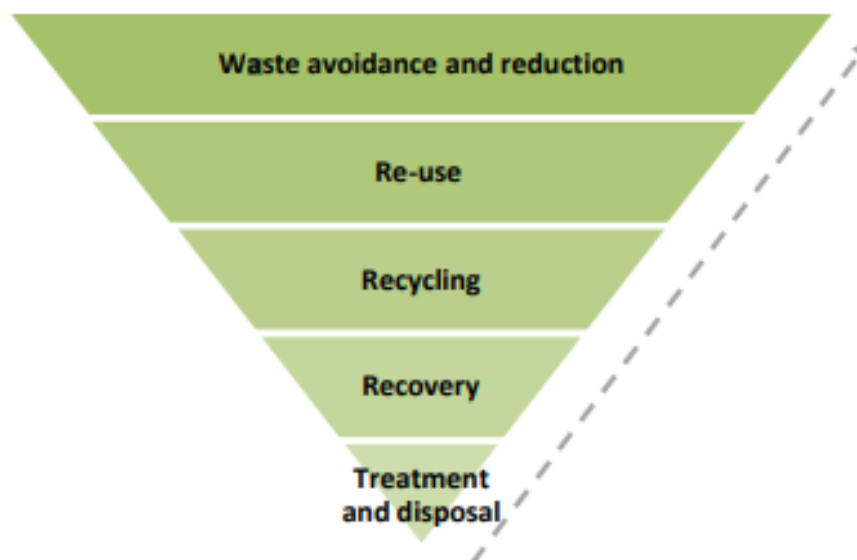 Waste avoidance and reduction
Re-use
Recycling
Recovery
Treatment
and disposal